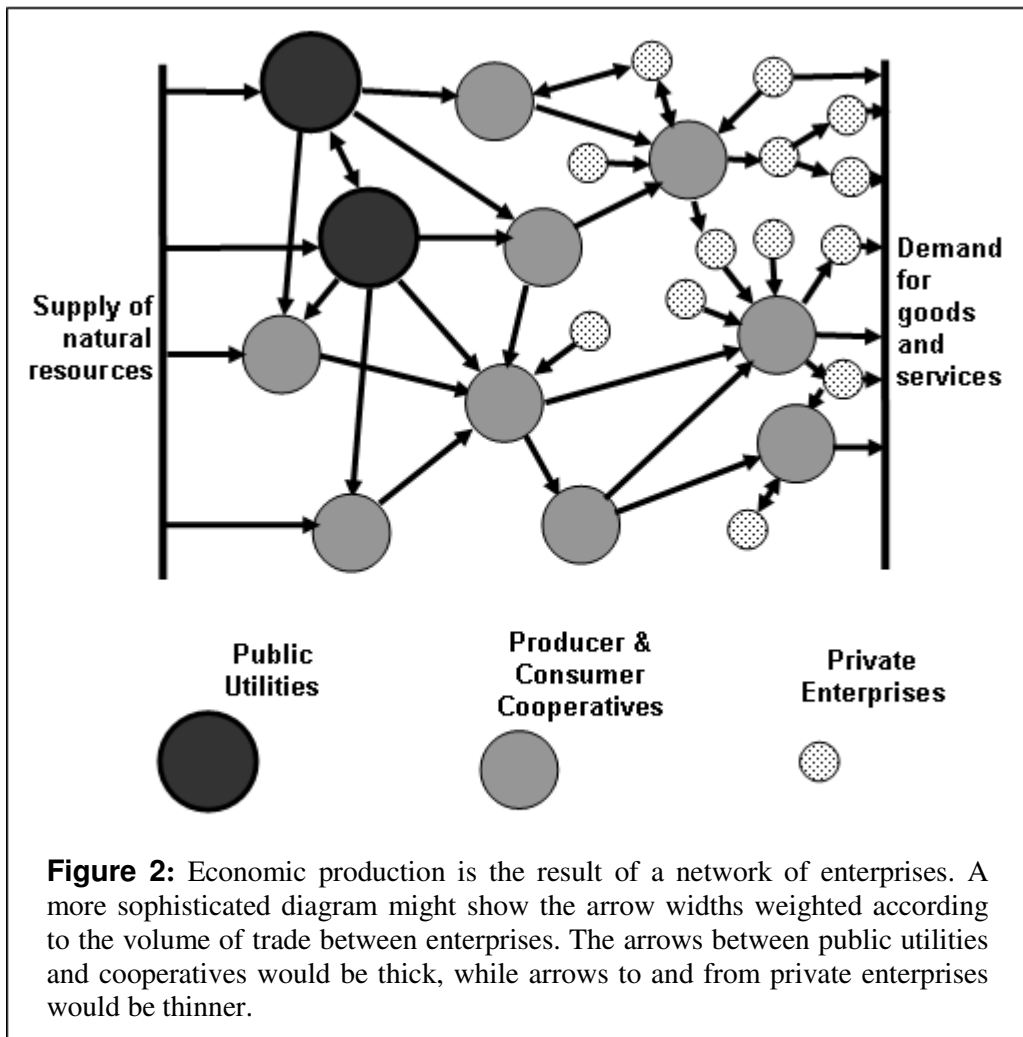 Supply of
natural
resources
Demand
for
goods
and
services
Public
Utilities
Producer &
Consumer
Cooperatives
Private
Enterprises
Figure 2: Economic production is the result of a network of enterprises. A
more sophisticated diagram might show the arrow widths weighted according
to the volume of trade between enterprises. The arrows between public utilities
and cooperatives would be thick, while arrows to and from private enterprises
would be thinner.